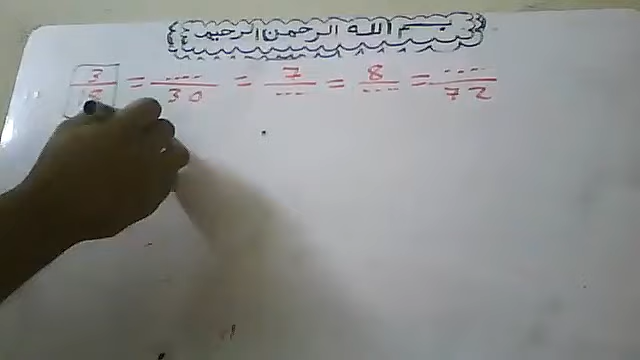 بسم الله الرحمن الرحيم
3/5 = ..../30 = 7/... = 8/... = ..../72